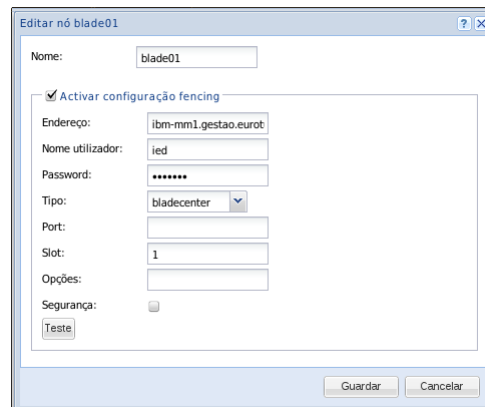 Editar nó blade01
Nome: blade01
Activar configuração fencing
Endereço: ibm-mm1.gestao.eurot
Nome utilizador: ied
Password: •••••••
Tipo: bladecenter
Port:
Slot: 1
Opções:
Segurança:
Teste
Guardar Cancelar